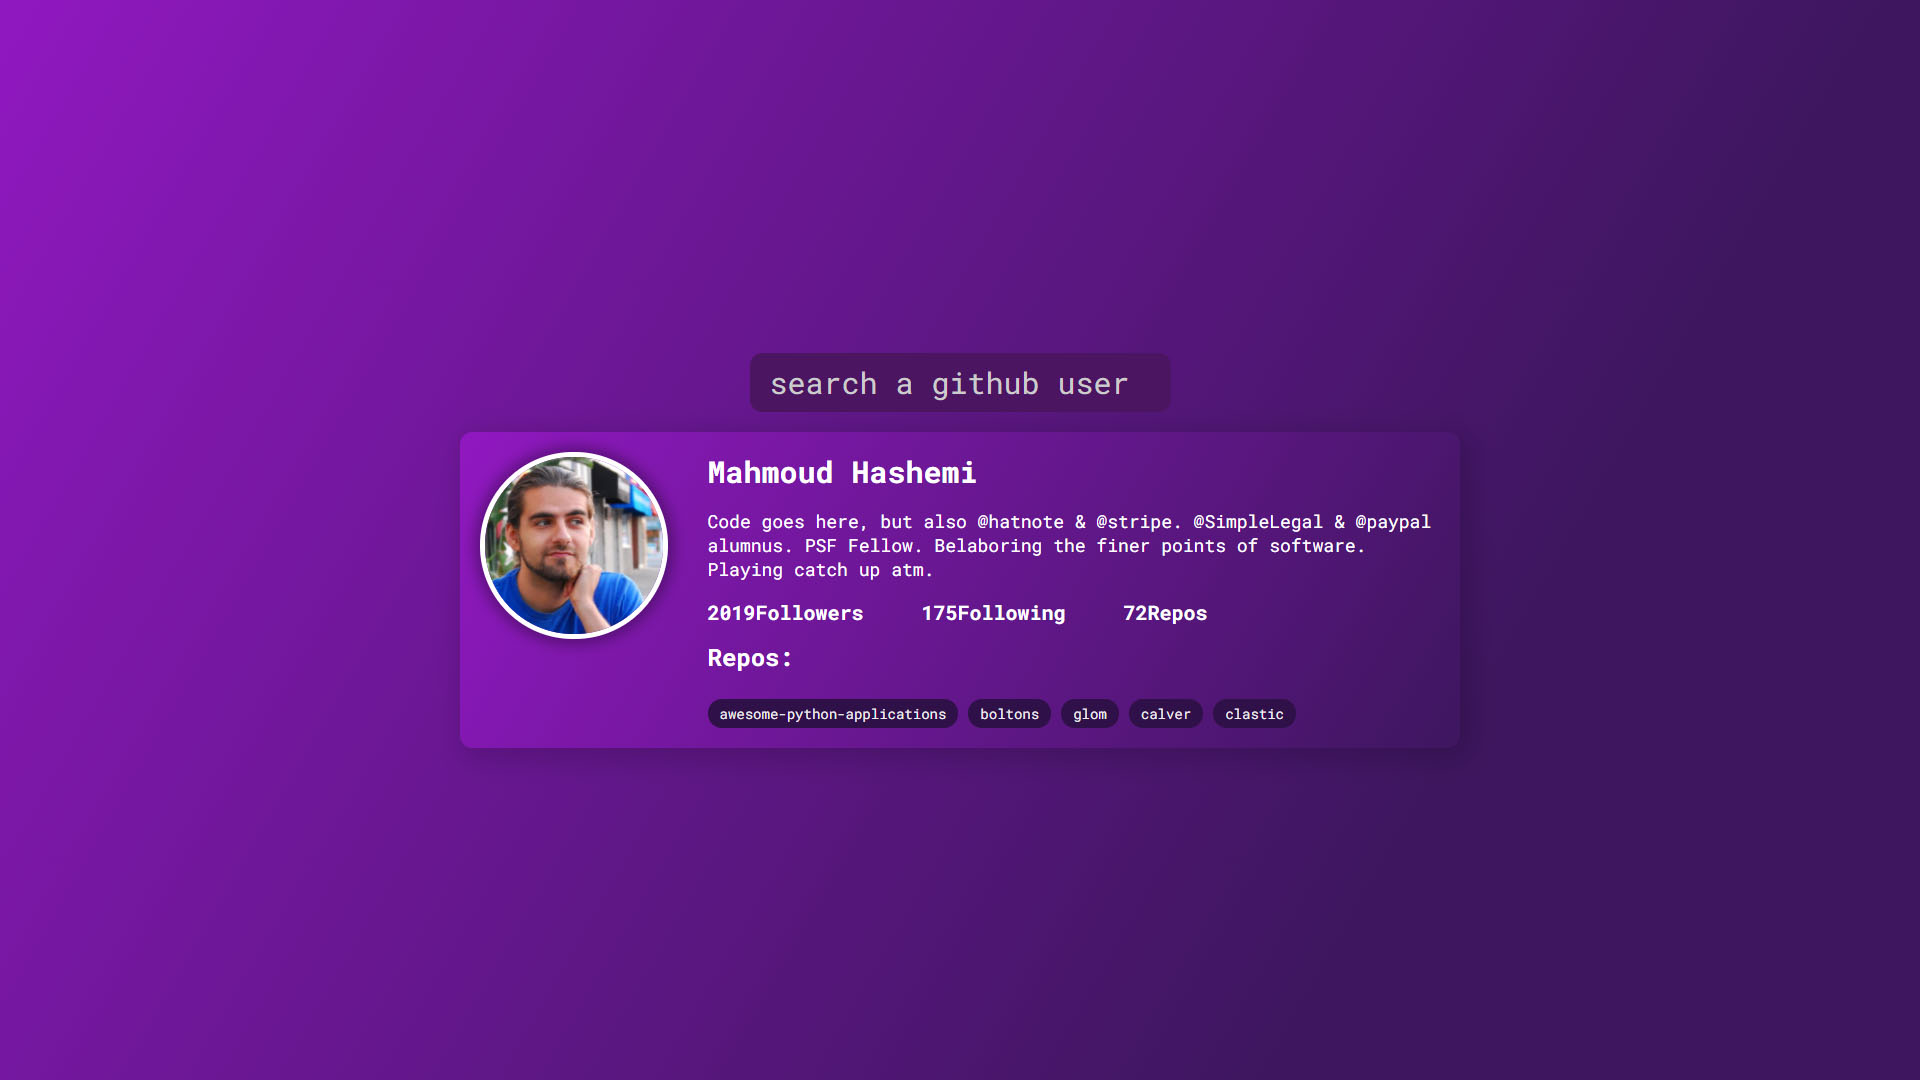 search a github user
Mahmoud Hashemi
Code goes here, but also @hatnote & @stripe. @SimpleLegal & @paypal
alumnus. PSF Fellow. Belaboring the finer points of software.
Playing catch up atm.
2019Followers 175Following 72Repos
Repos:
awesome-python-applications boltons glom calver clastic